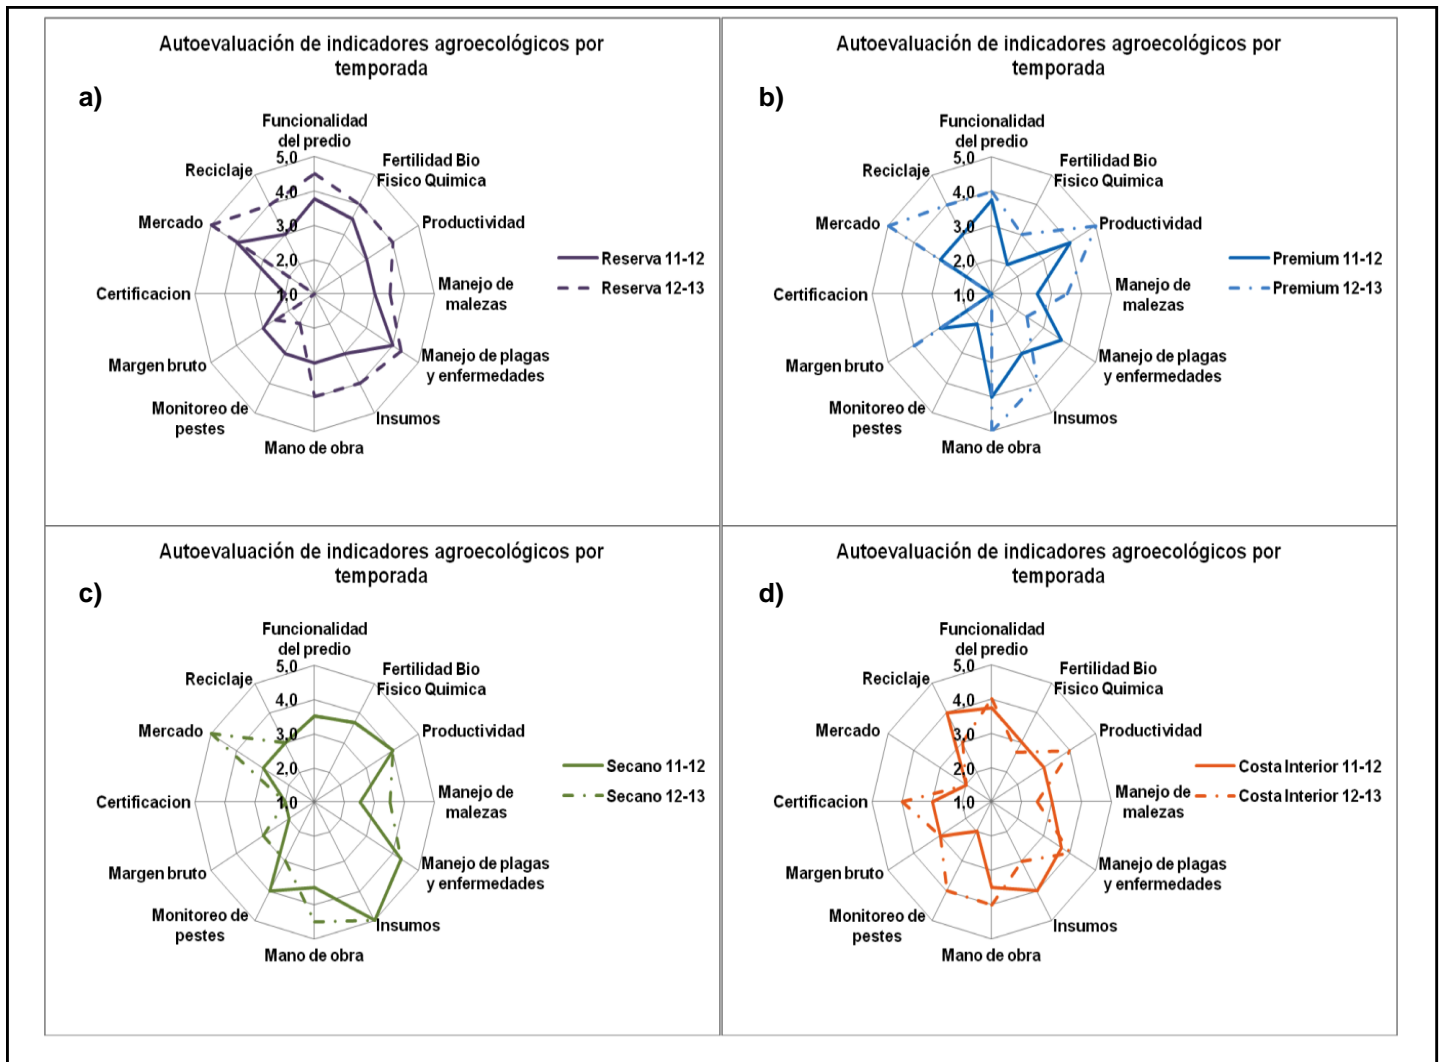 Autoevaluación de indicadores agroecológicos por
temporada
a)
Funcionalidad
del predio
5,0
4,0
3,0
2,0
1,0
Fertilidad Bio
Fisico Quimica
Productividad
Manejo de
malezas
Manejo de plagas
y enfermedades
Insumos
Mano de obra
Monitoreo de
pestes
Margen bruto
Certificacion
Mercado
Reciclaje
Reserva 11-12
Reserva 12-13
Autoevaluación de indicadores agroecológicos por
temporada
b)
Funcionalidad
del predio
5,0
4,0
3,0
2,0
1,0
Fertilidad Bio
Fisico Quimica
Productividad
Manejo de
malezas
Manejo de plagas
y enfermedades
Insumos
Mano de obra
Monitoreo de
pestes
Margen bruto
Certificacion
Mercado
Reciclaje
Premium 11-12
Premium 12-13
Autoevaluación de indicadores agroecológicos por
temporada
c)
Funcionalidad
del predio
5,0
4,0
3,0
2,0
1,0
Fertilidad Bio
Fisico Quimica
Productividad
Manejo de
malezas
Manejo de plagas
y enfermedades
Insumos
Mano de obra
Monitoreo de
pestes
Margen bruto
Certificacion
Mercado
Reciclaje
Secano 11-12
Secano 12-13
Autoevaluación de indicadores agroecológicos por
temporada
d)
Funcionalidad
del predio
5,0
4,0
3,0
2,0
1,0
Fertilidad Bio
Fisico Quimica
Productividad
Manejo de
malezas
Manejo de plagas
y enfermedades
Insumos
Mano de obra
Monitoreo de
pestes
Margen bruto
Certificacion
Mercado
Reciclaje
Costa Interior 11-12
Costa Interior 12-13